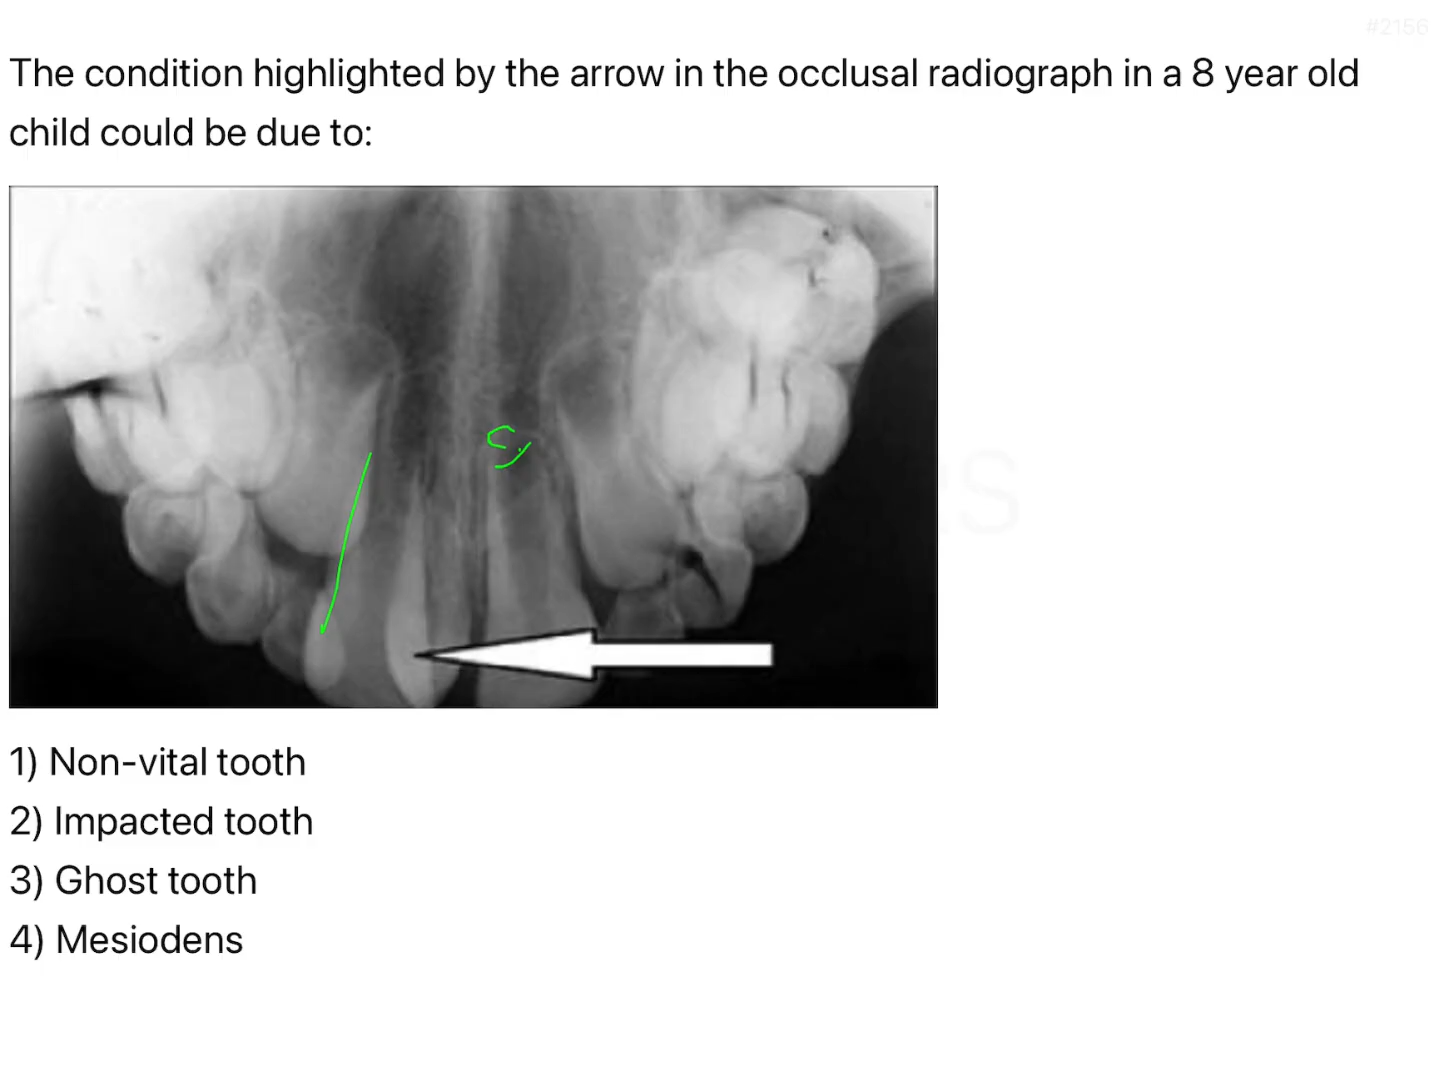 #2156
The condition highlighted by the arrow in the occlusal radiograph in a 8 year old
child could be due to:
1) Non-vital tooth
2) Impacted tooth
3) Ghost tooth
4) Mesiodens